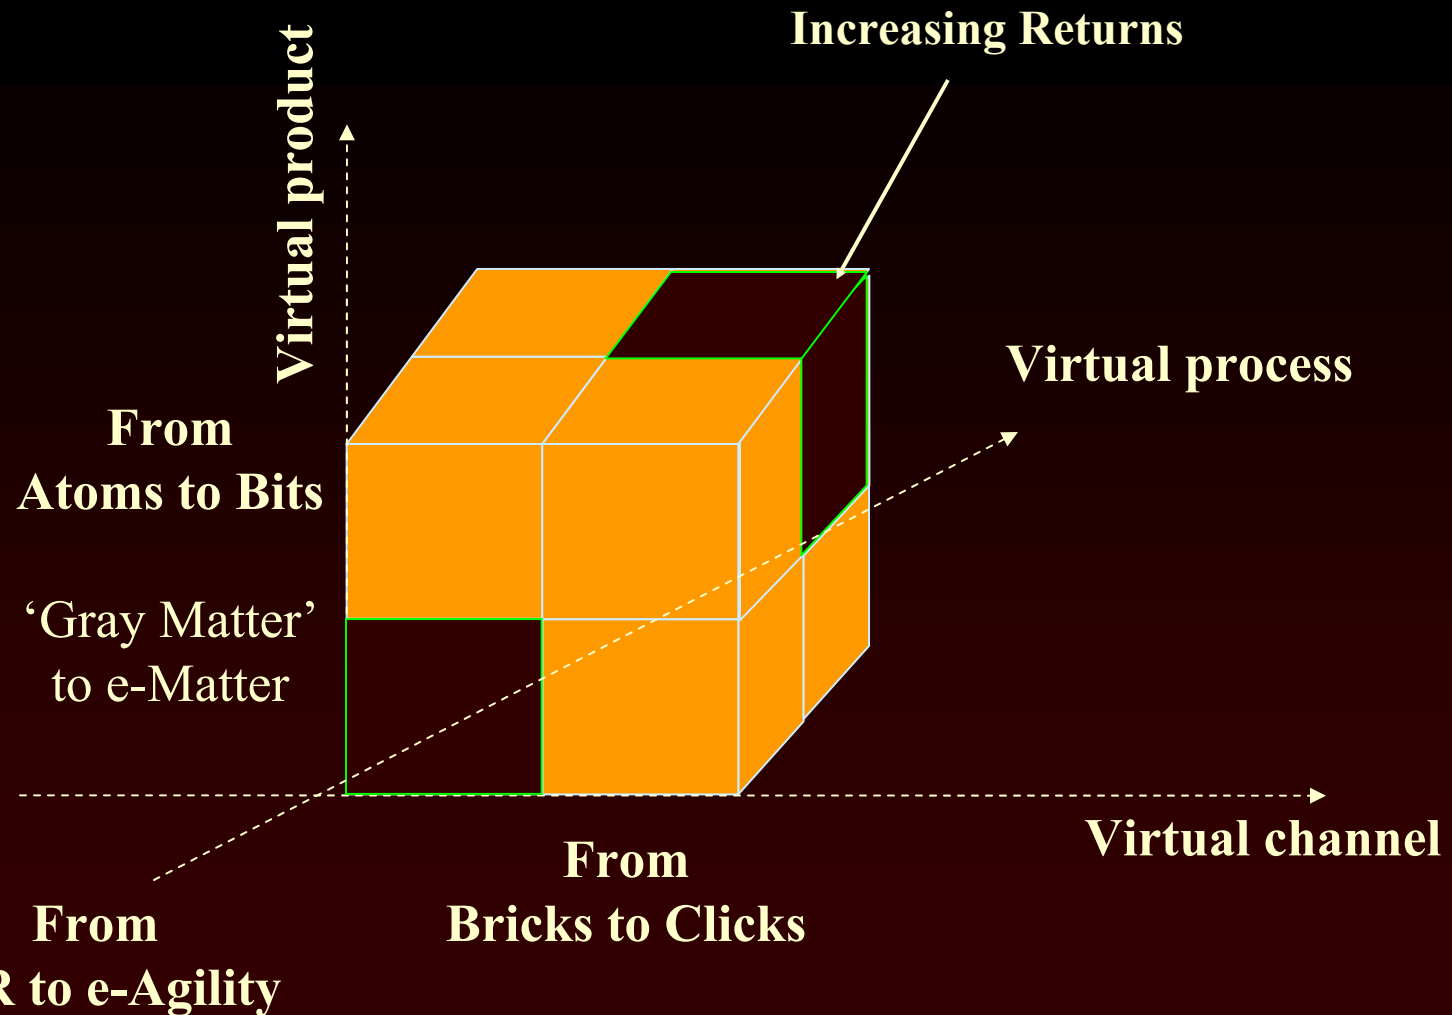 Increasing Returns
Virtual product
Virtual process
From
Atoms to Bits
‘Gray Matter’
to e-Matter
Virtual channel
From
Bricks to Clicks
From
to e-Agility